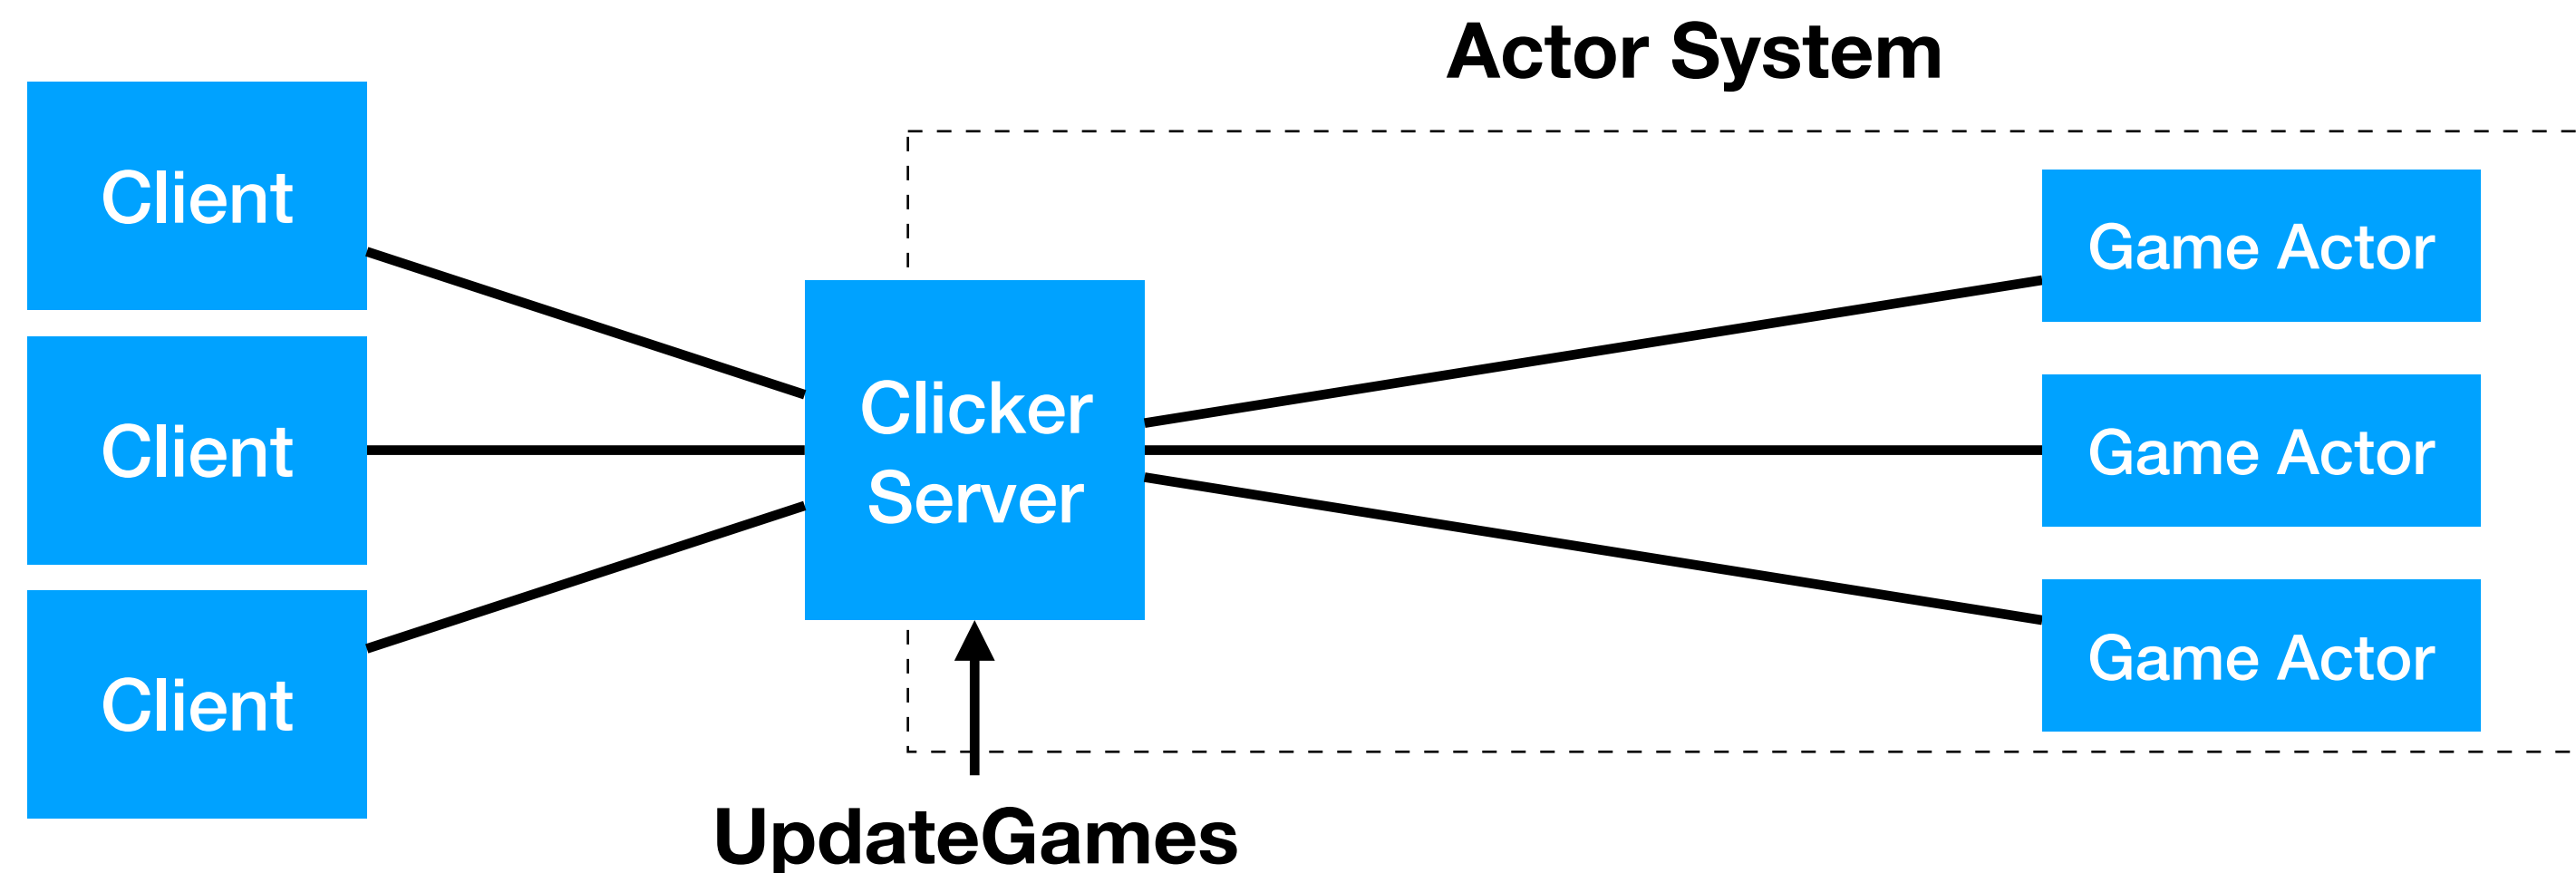 Actor System
Client
Client
Client
Clicker
Server
Game Actor
Game Actor
Game Actor
UpdateGames